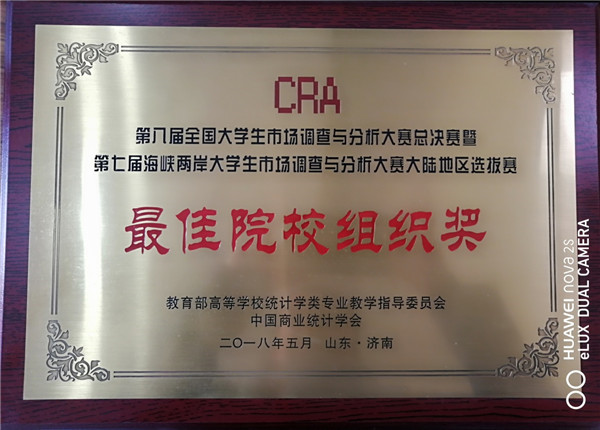 CRA
第八届全国大学生市场调查与分析大赛总决赛暨
第七届海峡两岸大学生市场调查与分析大赛大陆地区选拔赛
最佳院校组织奖
教育部高等学校统计学类专业教学指导委员会
中国商业统计学会
二〇一八年五月 山东·济南
HUAWEI nova 2S
eLUX DUAL CAMERA